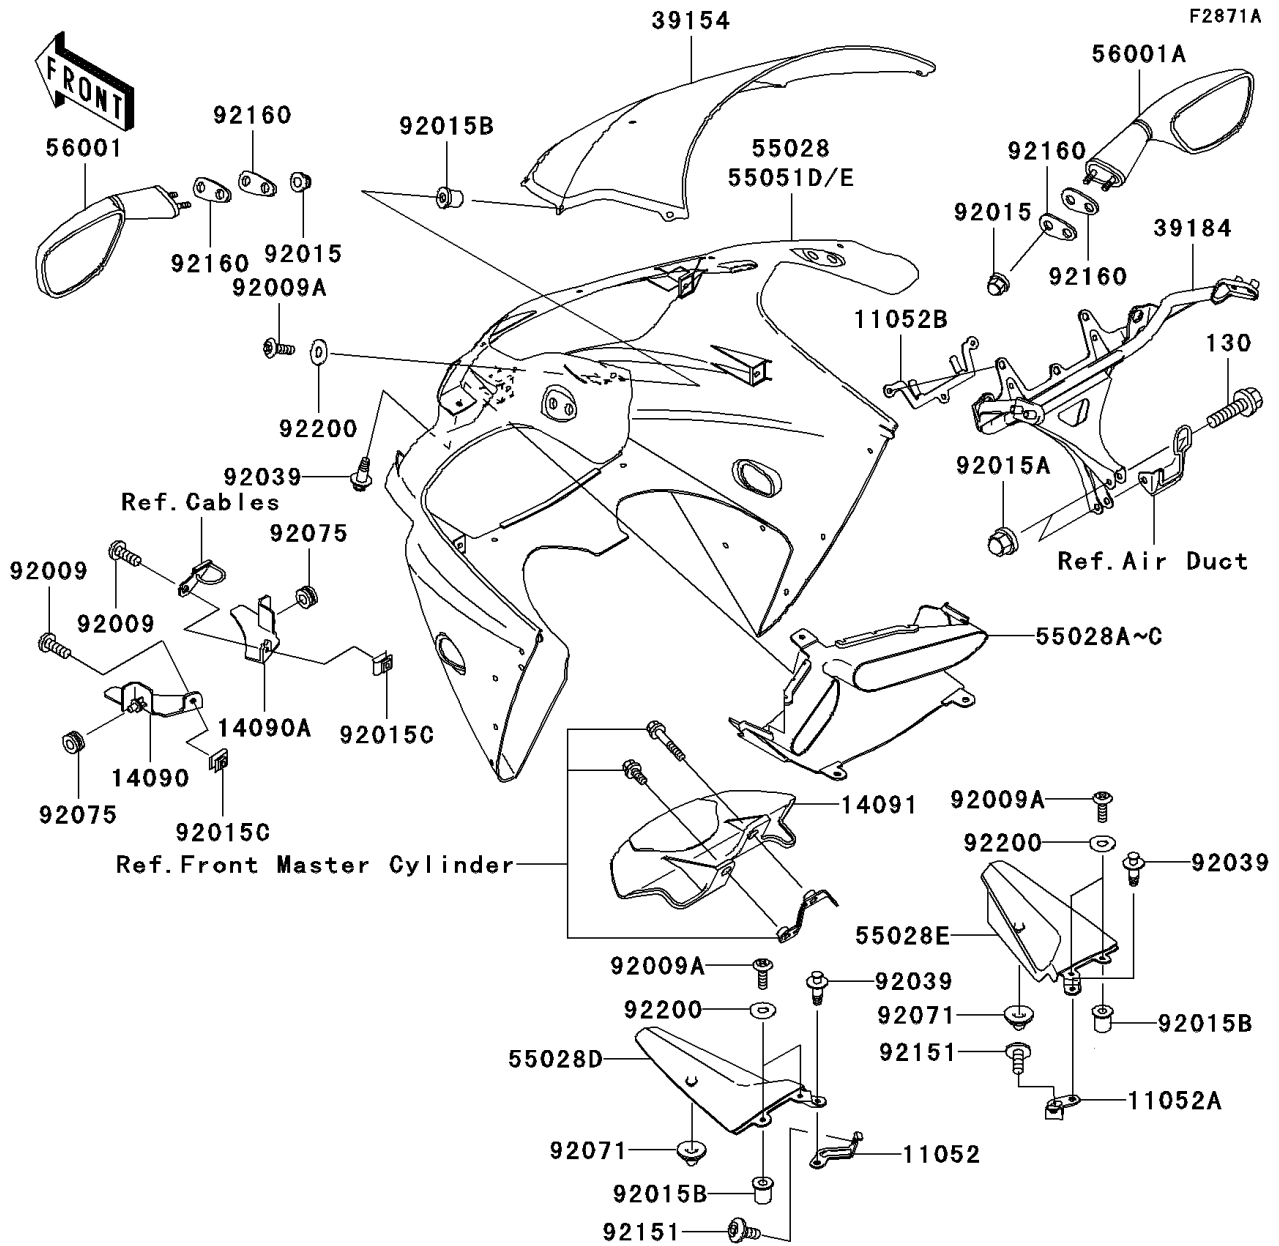 F2871A
39154
56001A
FRONT
92160
92015B
56001
55028
55051D/E
92160
92015
39184
92160
92015
92009A
92160
11052B
130
92200
92039
92015A
Ref.Cables
92075
Ref.Air Duct
92009
92009
55028A~C
14090A
92015C
14090
92075
92015C
14091
92009A
Ref.Front Master Cylinder
92200
92039
55028E
92009A
92039
92200
92071
92015B
92151
55028D
11052A
92071
11052
92015B
92151